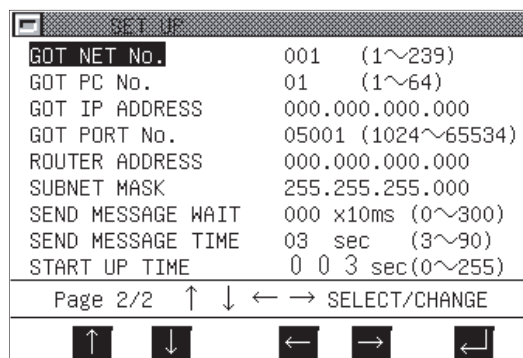 SET UP
GOT NET No. 001 (1～239)
GOT PC No. 01 (1～64)
GOT IP ADDRESS 000.000.000.000
GOT PORT No. 05001 (1024～65534)
ROUTER ADDRESS 000.000.000.000
SUBNET MASK 255.255.255.000
SEND MESSAGE WAIT 000 x10ms (0～300)
SEND MESSAGE TIME 03 sec (3～90)
START UP TIME 0 0 3 sec(0～255)
Page 2/2 ↑ ↓ ← → SELECT/CHANGE
↑ ↓ ← → ↵